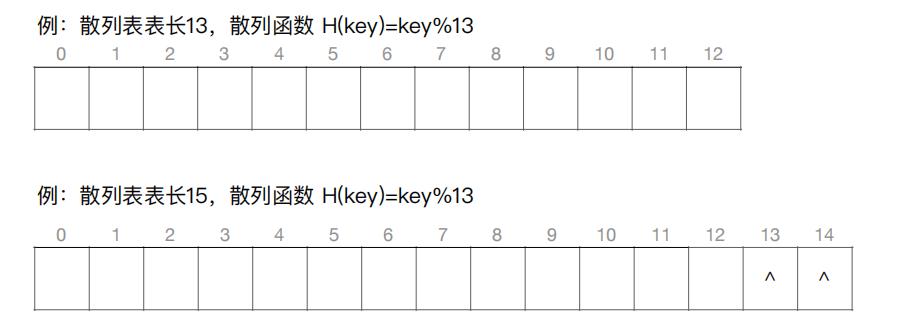 例：散列表表长13，散列函数 H(key)=key%13
0 1 2 3 4 5 6 7 8 9 10 11 12
例：散列表表长15，散列函数 H(key)=key%13
0 1 2 3 4 5 6 7 8 9 10 11 12 13 14
^ ^